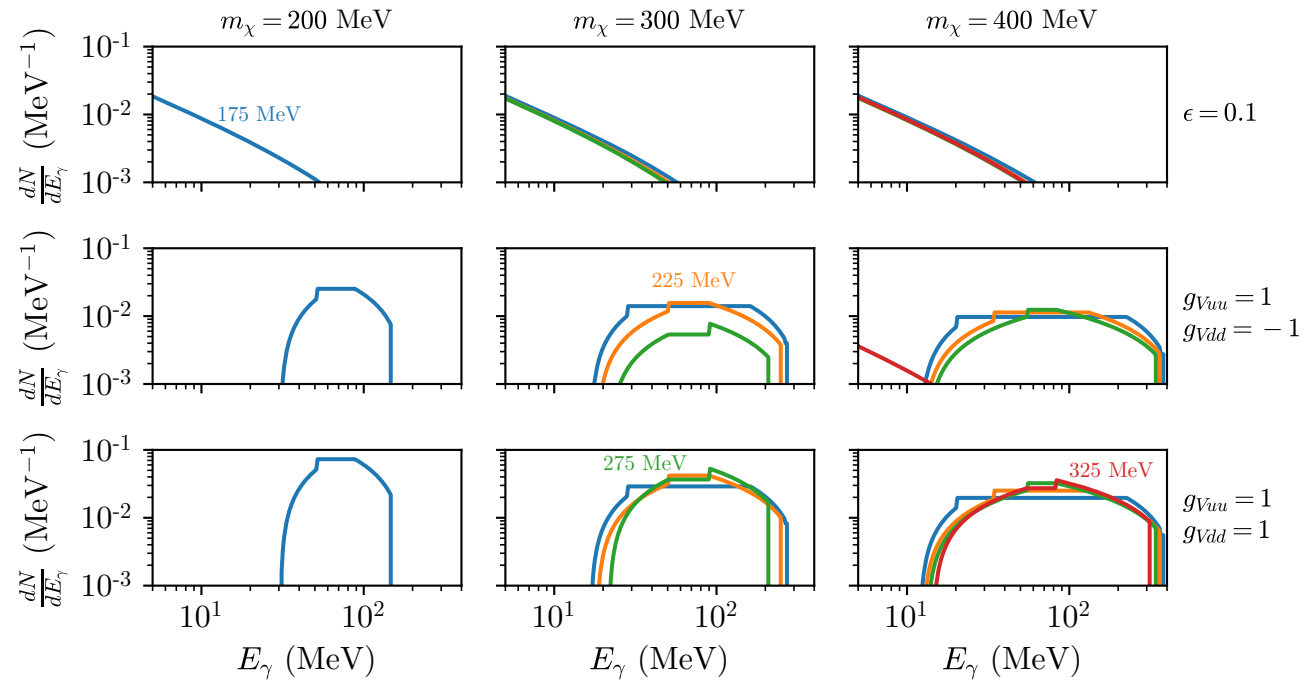 m_χ = 200 MeV
m_χ = 300 MeV
m_χ = 400 MeV
10^-1
10^-2
10^-3
dN/dE_γ (MeV^−1)
175 MeV
ϵ = 0.1
10^-1
10^-2
10^-3
dN/dE_γ (MeV^−1)
225 MeV
g_Vuu = 1
g_Vdd = −1
10^-1
10^-2
10^-3
dN/dE_γ (MeV^−1)
275 MeV
325 MeV
g_Vuu = 1
g_Vdd = 1
10^1
10^2
10^1
10^2
10^1
10^2
E_γ (MeV)
E_γ (MeV)
E_γ (MeV)